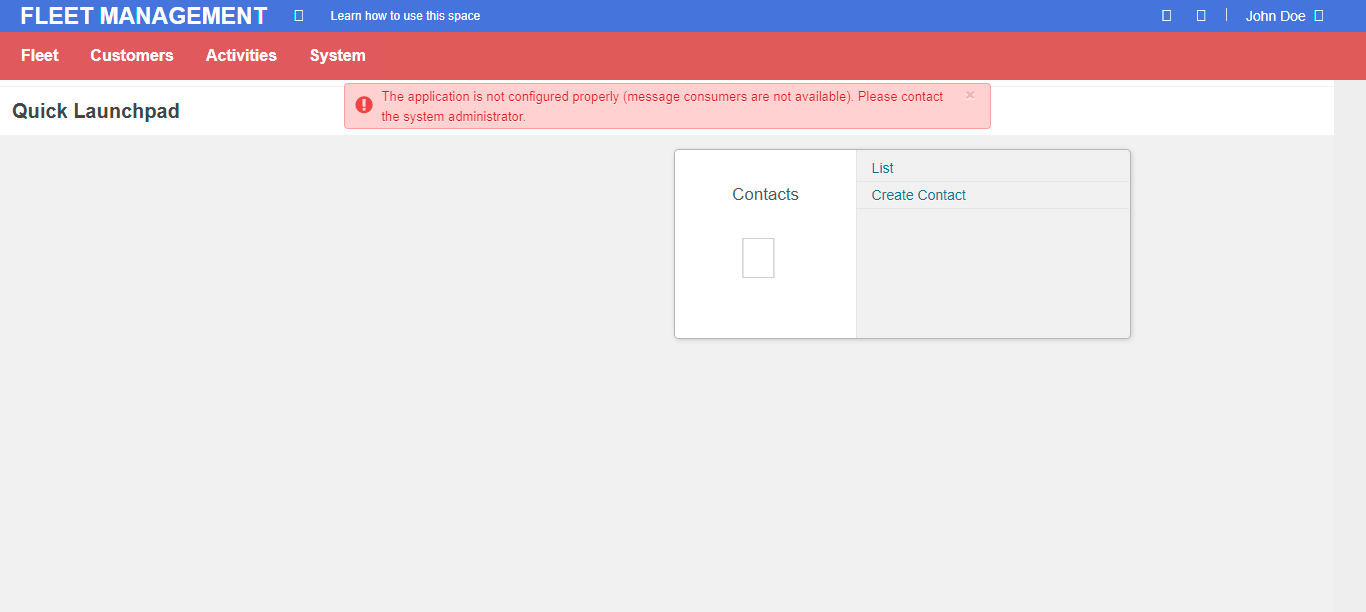 FLEET MANAGEMENT Learn how to use this space John Doe
Fleet Customers Activities System
The application is not configured properly (message consumers are not available). Please contact ×
the system administrator.
Quick Launchpad
Contacts
List
Create Contact